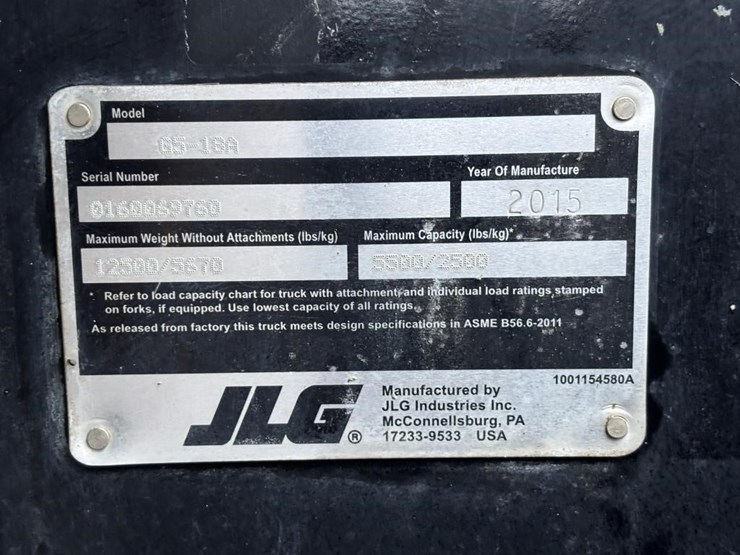 Model
G5-18A
Serial Number
Year Of Manufacture
0160069760
2015
Maximum Weight Without Attachments (lbs/kg)
Maximum Capacity (lbs/kg)*
12500/5670
5500/2500
* Refer to load capacity chart for truck with attachment and individual load ratings stamped
on forks, if equipped. Use lowest capacity of all ratings.
As released from factory this truck meets design specifications in ASME B56.6-2011
1001154580A
JLG®
Manufactured by
JLG Industries Inc.
McConnellsburg, PA
17233-9533 USA